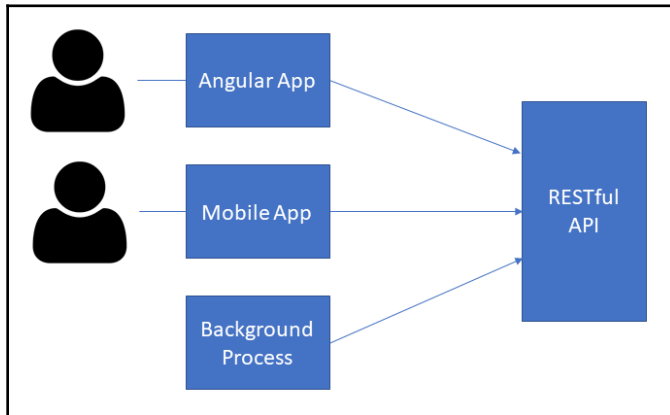 Angular App
Mobile App
RESTful
API
Background
Process